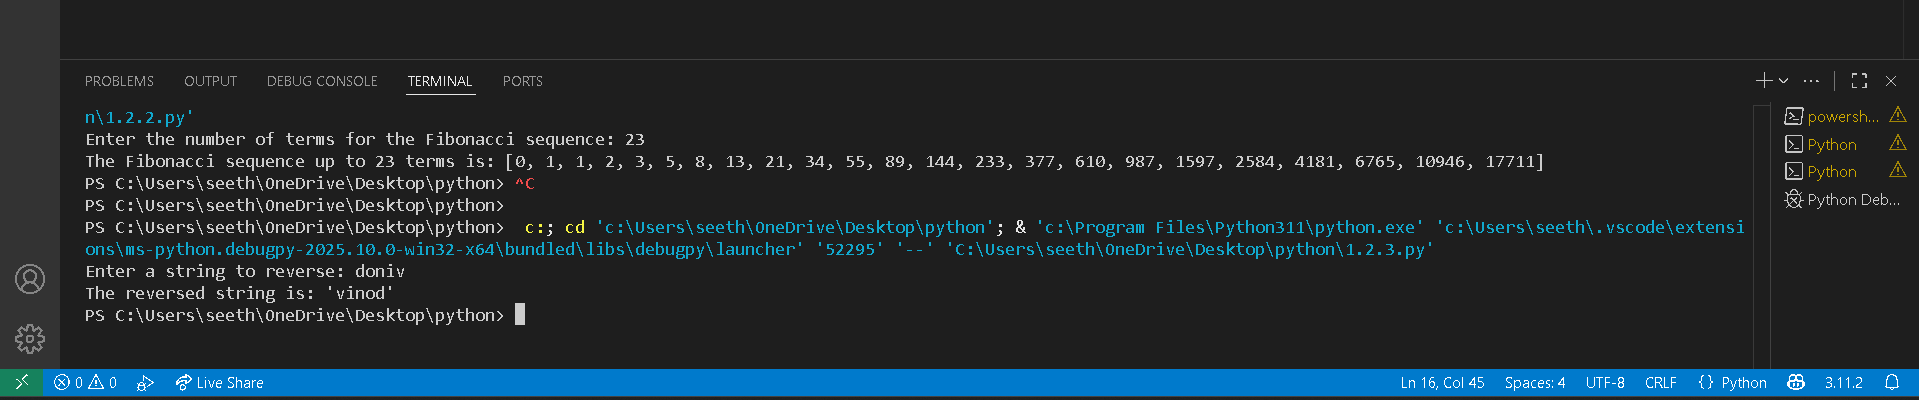 PROBLEMS OUTPUT DEBUG CONSOLE TERMINAL PORTS
n\1.2.2.py'
Enter the number of terms for the Fibonacci sequence: 23
The Fibonacci sequence up to 23 terms is: [0, 1, 1, 2, 3, 5, 8, 13, 21, 34, 55, 89, 144, 233, 377, 610, 987, 1597, 2584, 4181, 6765, 10946, 17711]
PS C:\Users\seeth\OneDrive\Desktop\python> ^C
PS C:\Users\seeth\OneDrive\Desktop\python>
PS C:\Users\seeth\OneDrive\Desktop\python>  c:; cd 'c:\Users\seeth\OneDrive\Desktop\python'; & 'c:\Program Files\Python311\python.exe' 'c:\Users\seeth\.vscode\extensi
ons\ms-python.debugpy-2025.10.0-win32-x64\bundled\libs\debugpy\launcher' '52295' '--' 'C:\Users\seeth\OneDrive\Desktop\python\1.2.3.py'
Enter a string to reverse: doniv
The reversed string is: 'vinod'
PS C:\Users\seeth\OneDrive\Desktop\python>
powersh...
Python
Python
Python Deb...
0 0 Live Share Ln 16, Col 45 Spaces: 4 UTF-8 CRLF {} Python 3.11.2